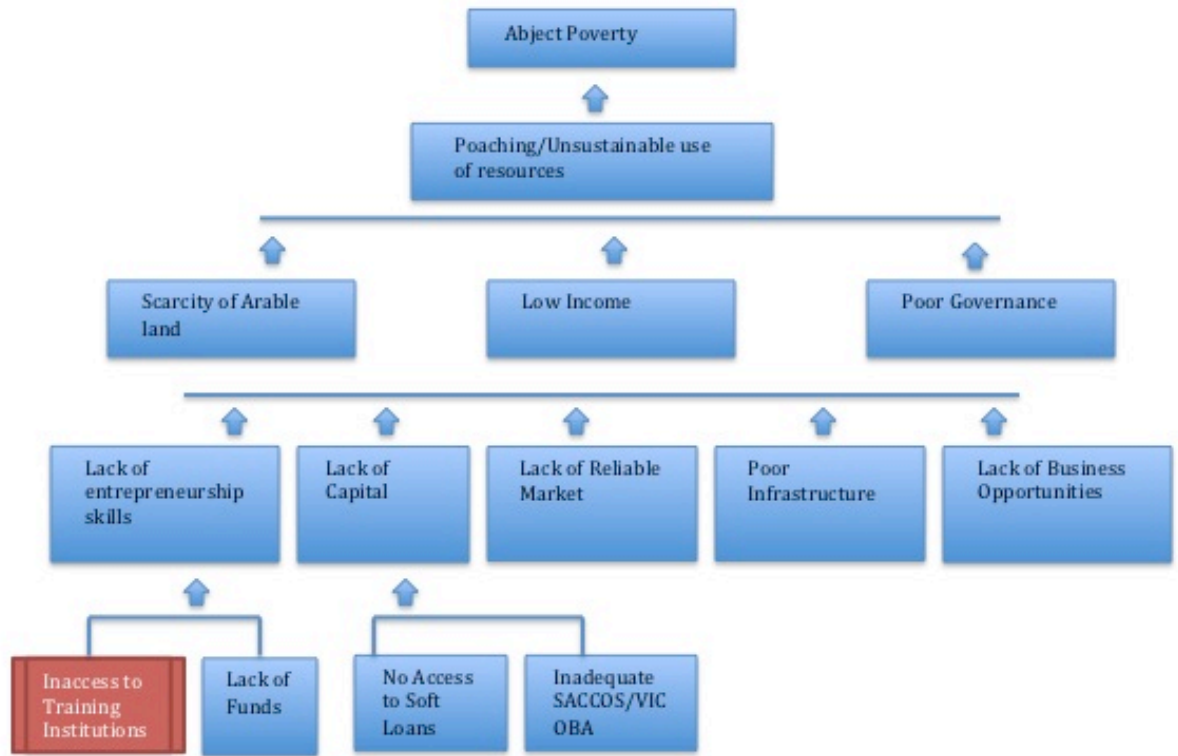 Abject Poverty
Poaching/Unsustainable use
of resources
Scarcity of Arable
land
Low Income
Poor Governance
Lack of
entrepreneurship
skills
Lack of
Capital
Lack of Reliable
Market
Poor
Infrastructure
Lack of Business
Opportunities
Inaccess to
Training
Institutions
Lack of
Funds
No Access
to Soft
Loans
Inadequate
SACCOS/VIC
OBA